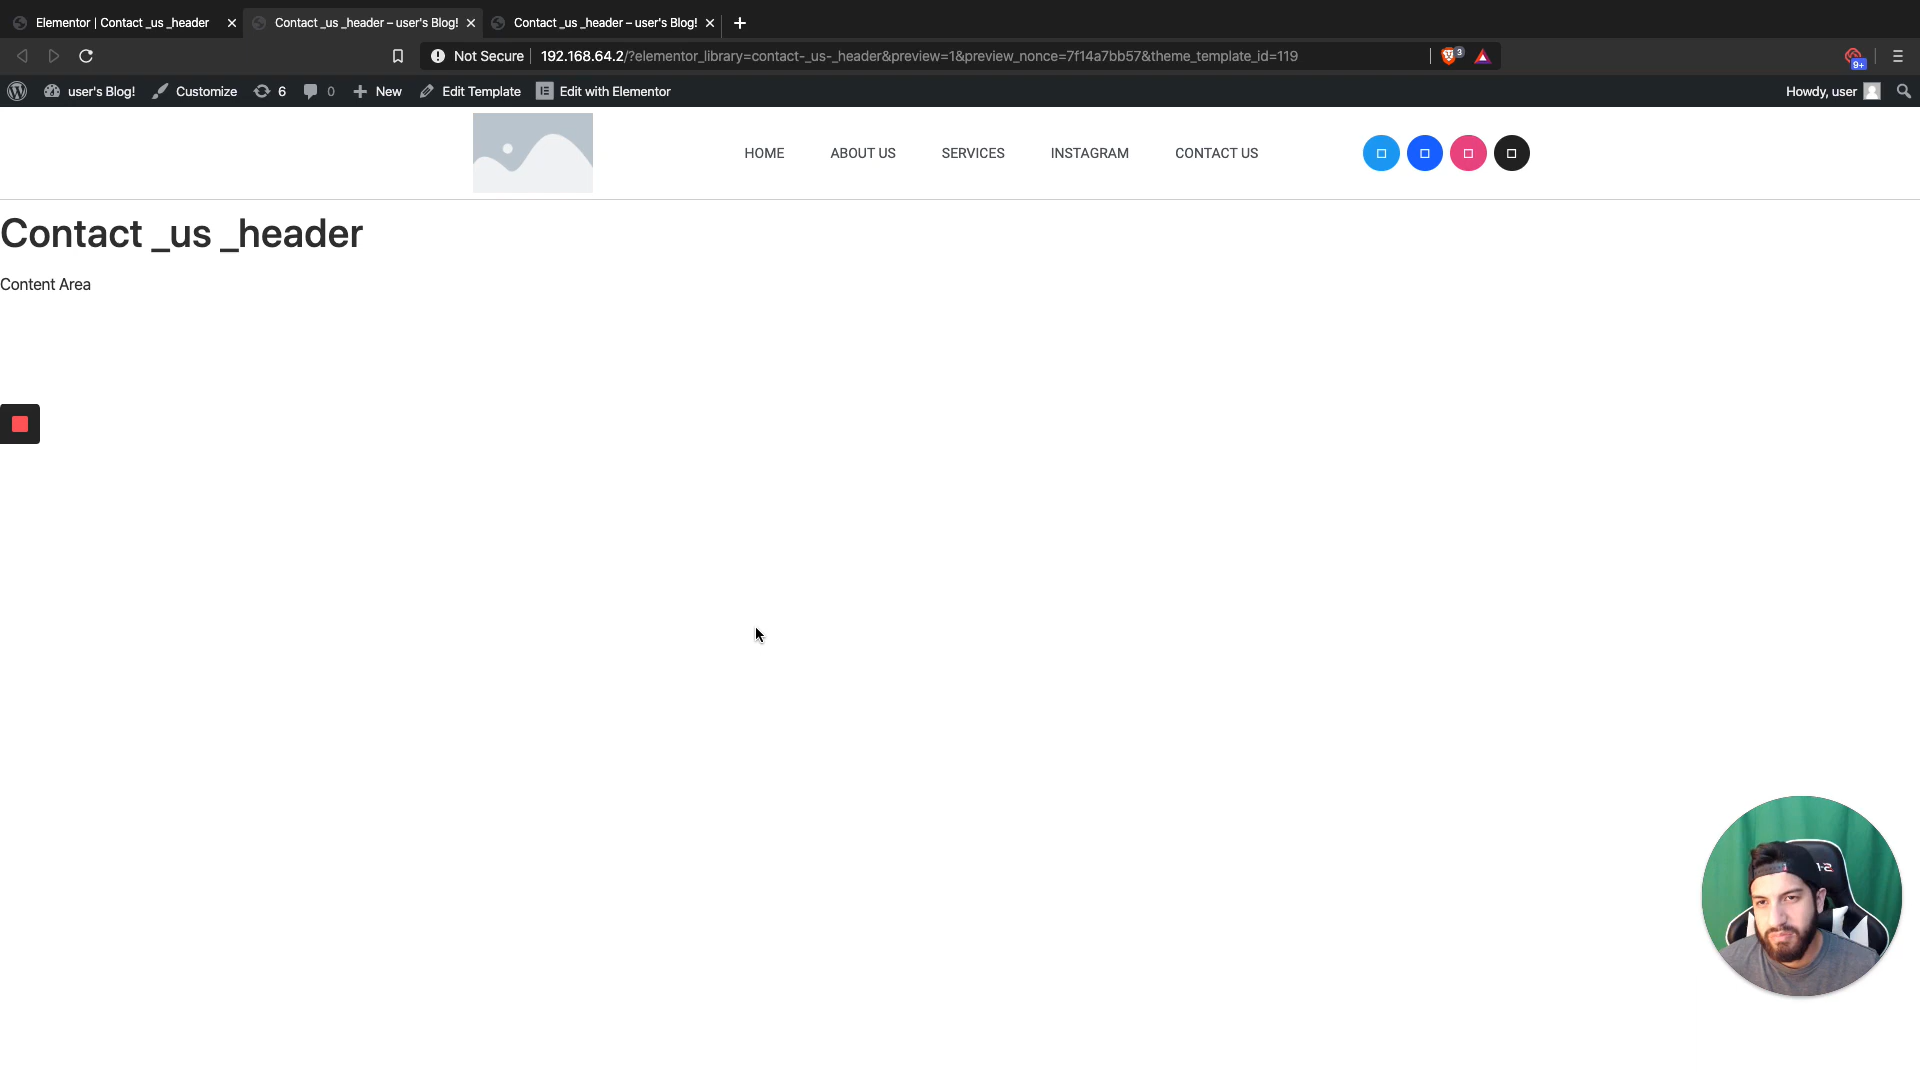 Elementor | Contact _us _header
Contact _us _header – user's Blog!
Contact _us _header – user's Blog!
Not Secure
192.168.64.2/?elementor_library=contact-_us-_header&preview=1&preview_nonce=7f14a7bb57&theme_template_id=119
3
9+
user's Blog!
Customize
6
0
New
Edit Template
Edit with Elementor
Howdy, user
HOME
ABOUT US
SERVICES
INSTAGRAM
CONTACT US
Contact _us _header
Content Area